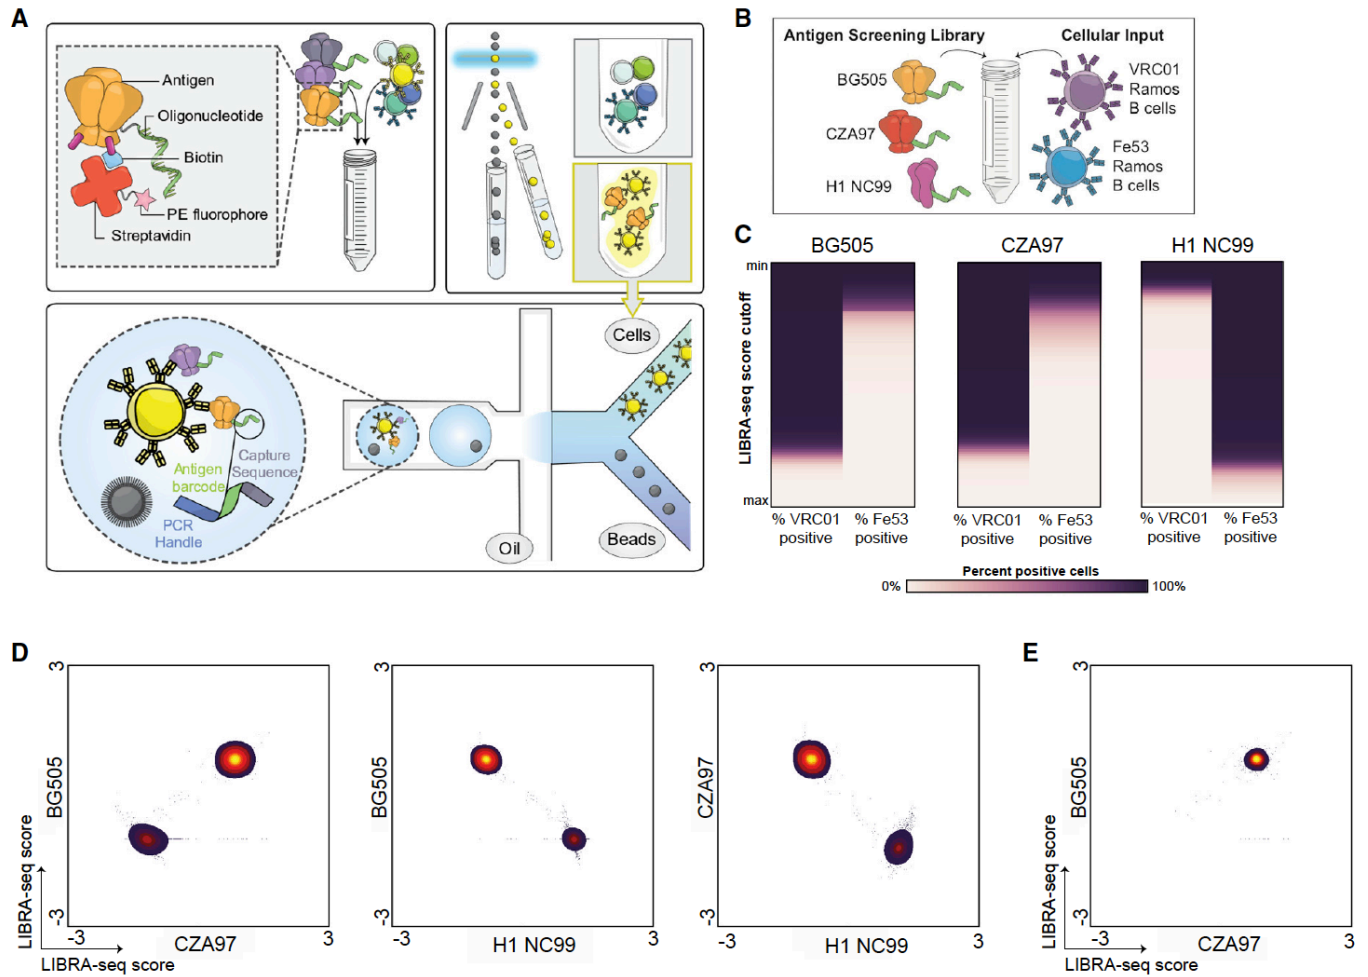 A
Antigen
Oligonucleotide
Biotin
PE fluorophore
Streptavidin
Cells
Capture
Sequence
Antigen
barcode
PCR
Handle
Oil
Beads
B
Antigen Screening Library
Cellular Input
BG505
CZA97
H1 NC99
VRC01
Ramos
B cells
Fe53
Ramos
B cells
C
BG505
CZA97
H1 NC99
min
LIBRA-seq score cutoff
max
% VRC01
positive
% Fe53
positive
% VRC01
positive
% Fe53
positive
% VRC01
positive
% Fe53
positive
Percent positive cells
0%
100%
D
3
BG505
LIBRA-seq score
-3
-3
CZA97
3
LIBRA-seq score
3
BG505
-3
-3
H1 NC99
3
3
CZA97
-3
-3
H1 NC99
3
E
3
BG505
LIBRA-seq score
-3
-3
CZA97
3
LIBRA-seq score